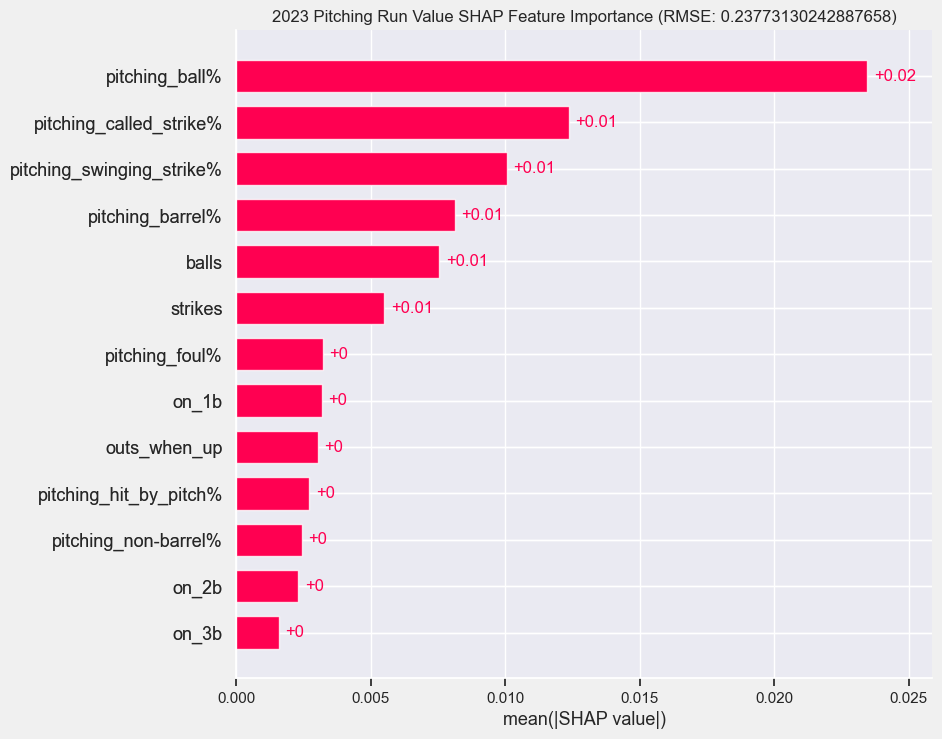 2023 Pitching Run Value SHAP Feature Importance (RMSE: 0.23773130242887658)
pitching_ball% +0.02
pitching_called_strike% +0.01
pitching_swinging_strike% +0.01
pitching_barrel% +0.01
balls +0.01
strikes +0.01
pitching_foul% +0
on_1b +0
outs_when_up +0
pitching_hit_by_pitch% +0
pitching_non-barrel% +0
on_2b +0
on_3b +0
0.000 0.005 0.010 0.015 0.020 0.025
mean(|SHAP value|)